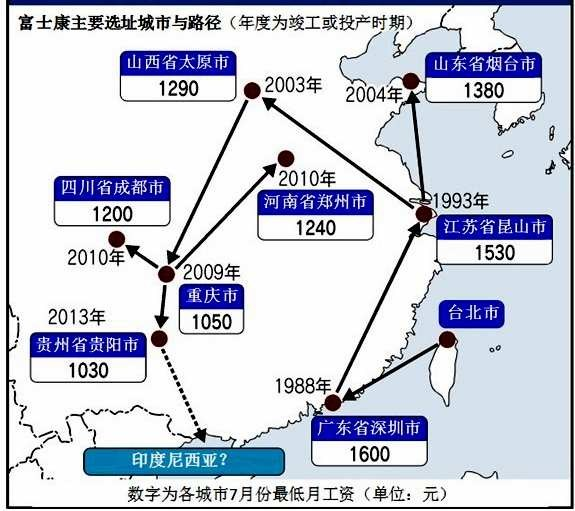 富士康主要选址城市与路径（年度为竣工或投产时期）
山西省太原市
1290
2003年
山东省烟台市
1380
2004年
四川省成都市
1200
2010年
2010年
河南省郑州市
1240
1993年
江苏省昆山市
1530
2009年
重庆市
1050
2013年
贵州省贵阳市
1030
台北市
1988年
广东省深圳市
1600
印度尼西亚？
数字为各城市7月份最低月工资（单位：元）